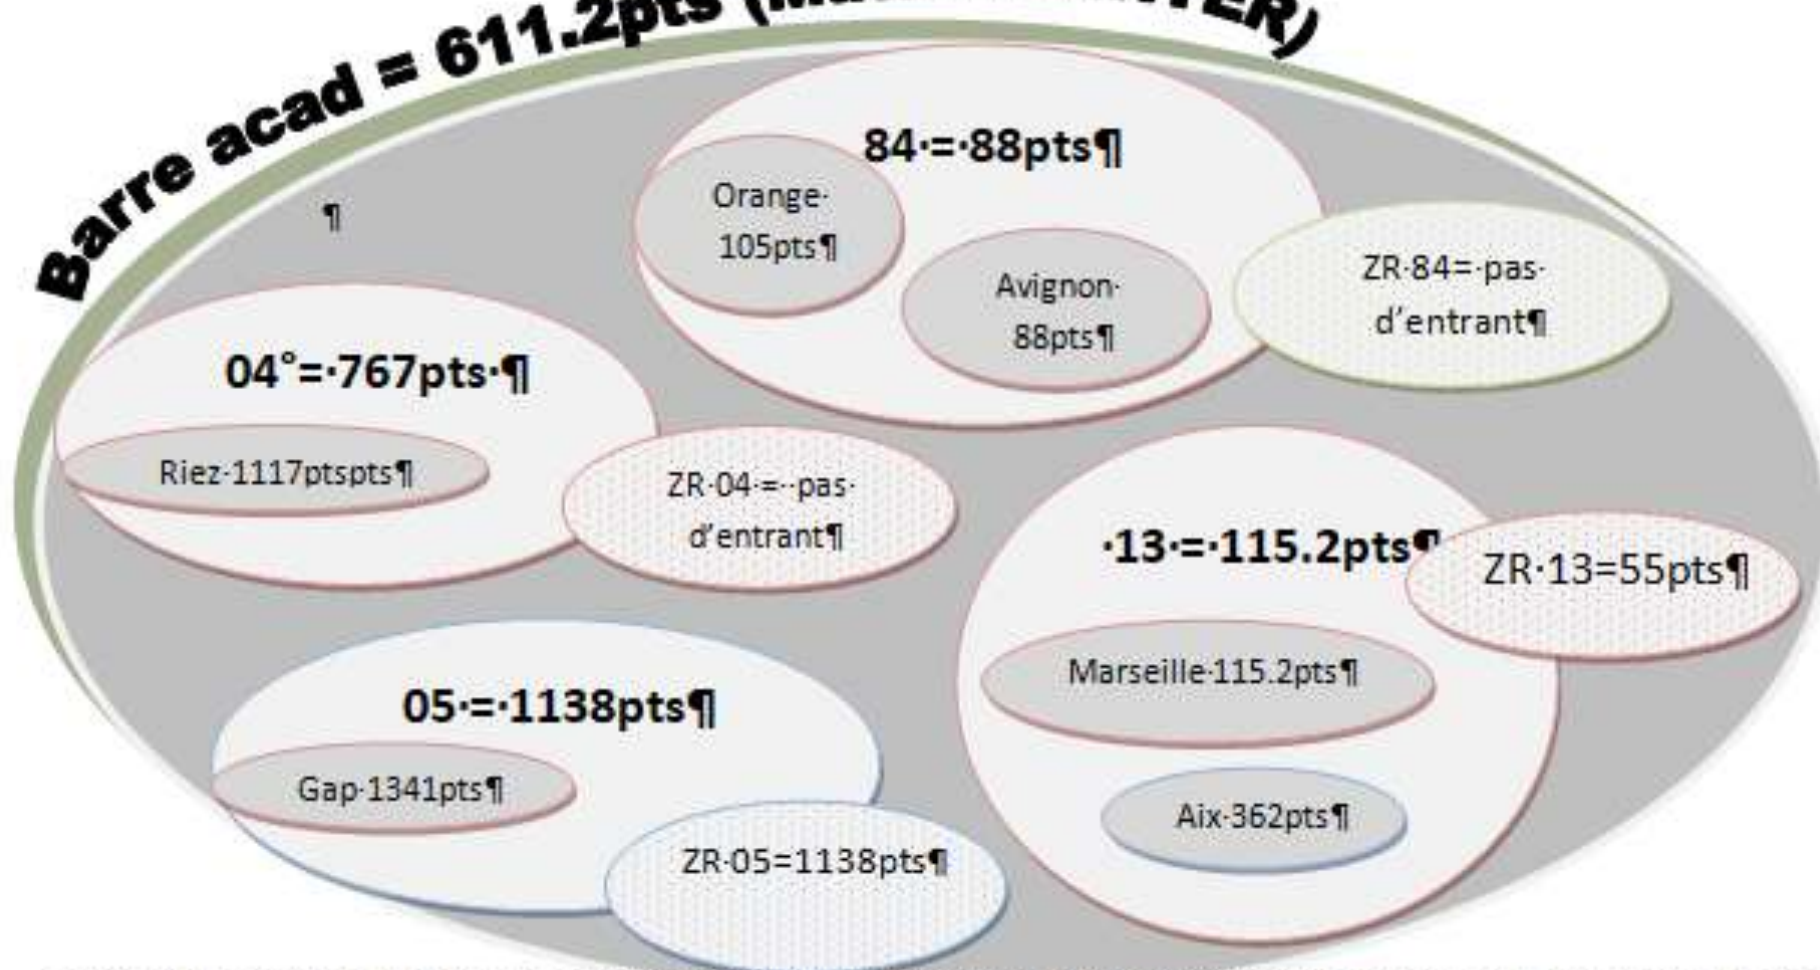 Barre acad = 611.2pts
¶
84·=·88pts¶
Orange·
105pts¶
Avignon·
88pts¶
ZR·84=·pas·
d’entrant¶
04°=·767pts·¶
Riez·1117ptspts¶
ZR·04·=··pas·
d’entrant¶
·13·=·115.2pts¶
ZR·13=55pts¶
Marseille·115.2pts¶
Aix·362pts¶
05·=·1138pts¶
Gap·1341pts¶
ZR·05=1138pts¶